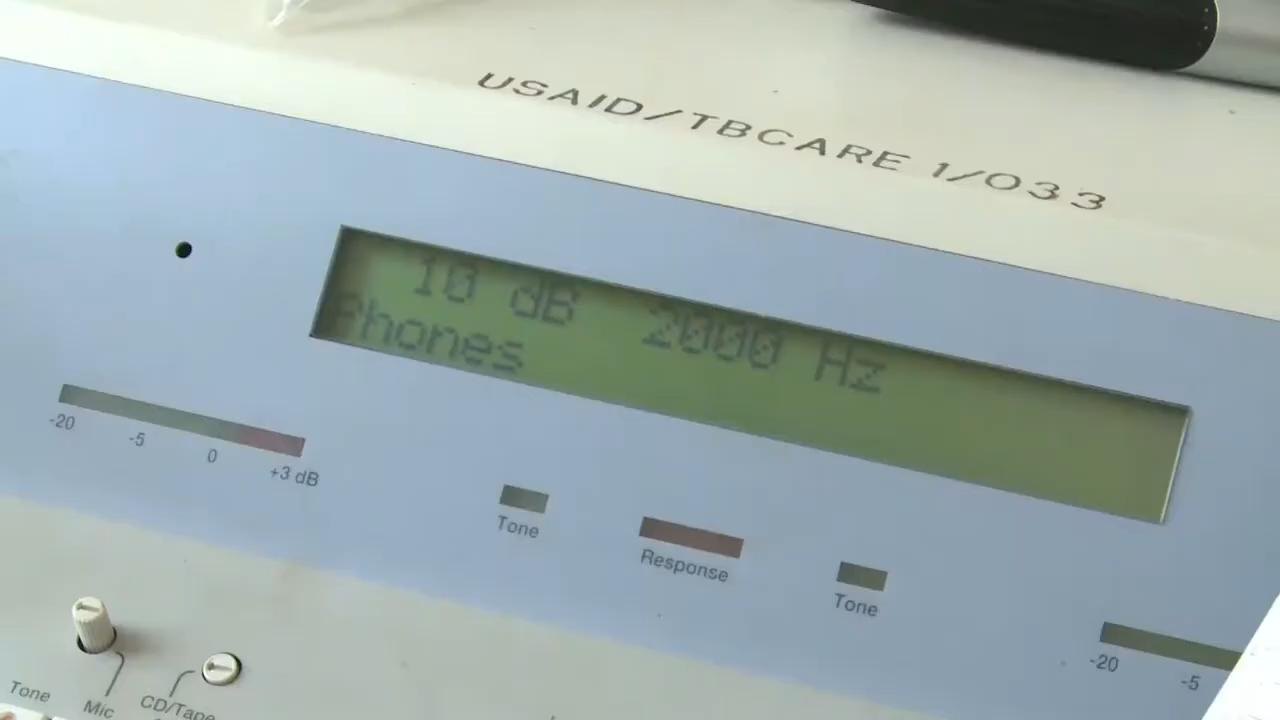 USAID/TBCARE 1/033
10 dB 2000 Hz
Phones
-20 -5 0 +3 dB
Tone
Response
Tone
-20 -5
Tone
Mic
CD/Tape